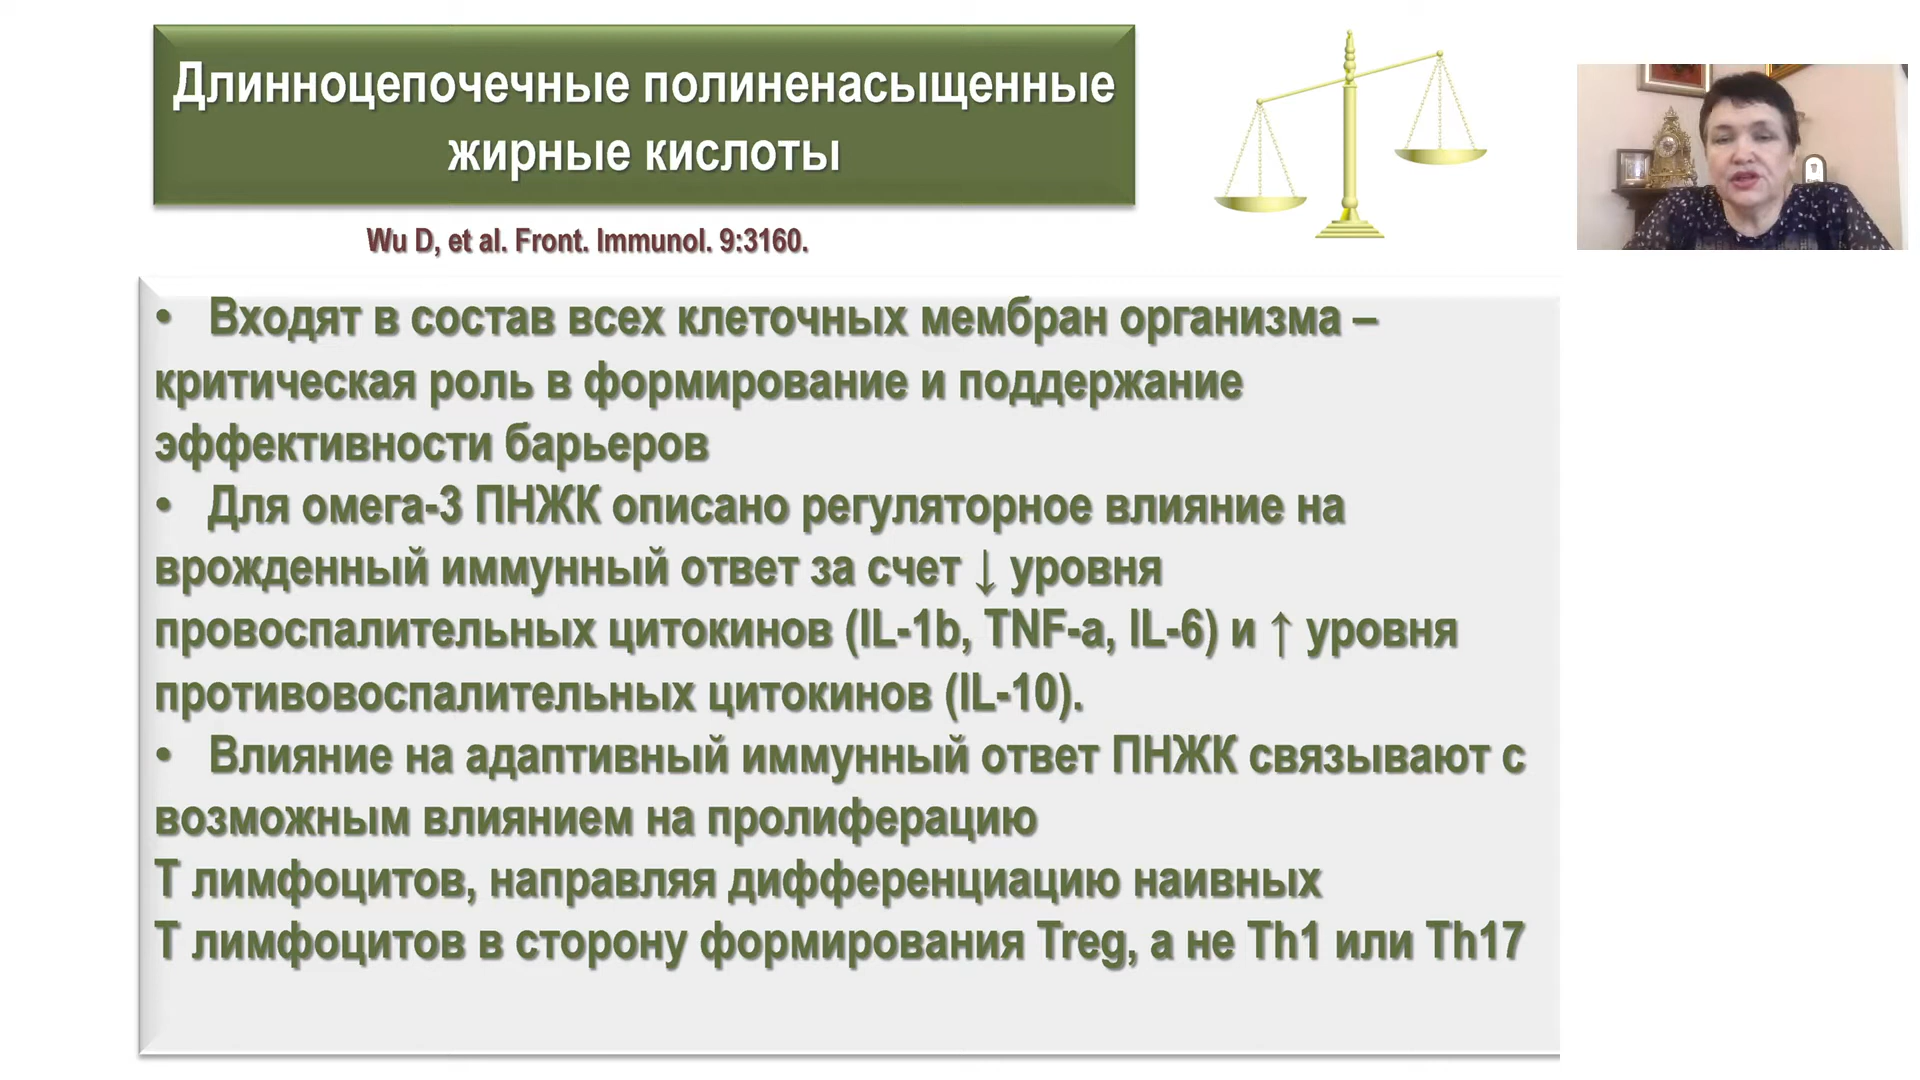 Длинноцепочечные полиненасыщенные
жирные кислоты
Wu D, et al. Front. Immunol. 9:3160.
• Входят в состав всех клеточных мембран организма –
критическая роль в формирование и поддержание
эффективности барьеров
• Для омега-3 ПНЖК описано регуляторное влияние на
врожденный иммунный ответ за счет ↓ уровня
провоспалительных цитокинов (IL-1b, TNF-a, IL-6) и ↑ уровня
противовоспалительных цитокинов (IL-10).
• Влияние на адаптивный иммунный ответ ПНЖК связывают с
возможным влиянием на пролиферацию
Т лимфоцитов, направляя дифференциацию наивных
Т лимфоцитов в сторону формирования Treg, а не Th1 или Th17